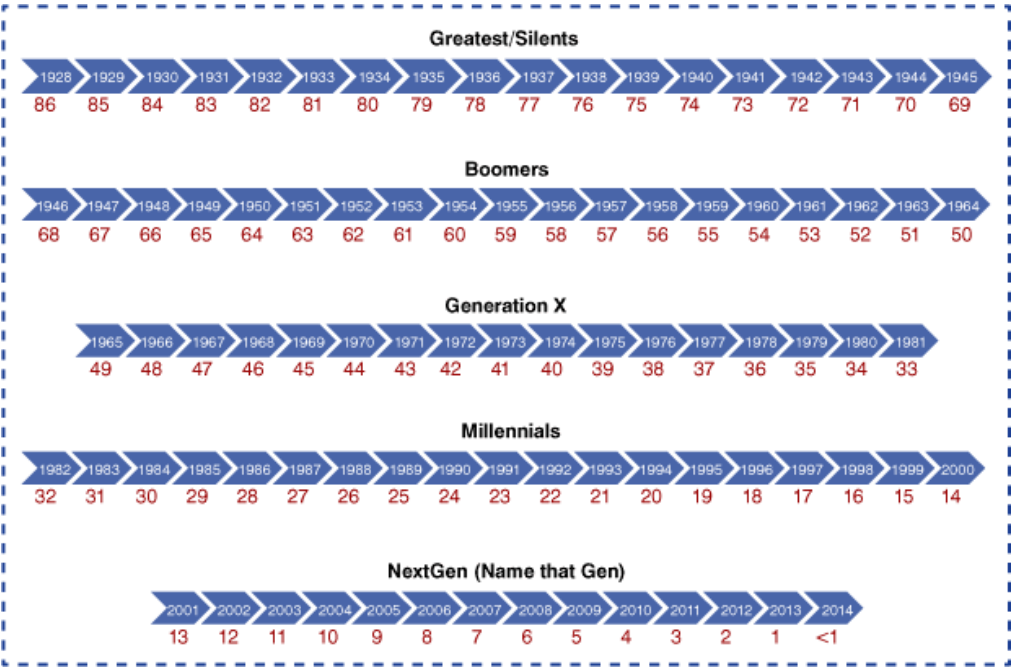 Greatest/Silents
1928 1929 1930 1931 1932 1933 1934 1935 1936 1937 1938 1939 1940 1941 1942 1943 1944 1945
86 85 84 83 82 81 80 79 78 77 76 75 74 73 72 71 70 69
Boomers
1946 1947 1948 1949 1950 1951 1952 1953 1954 1955 1956 1957 1958 1959 1960 1961 1962 1963 1964
68 67 66 65 64 63 62 61 60 59 58 57 56 55 54 53 52 51 50
Generation X
1965 1966 1967 1968 1969 1970 1971 1972 1973 1974 1975 1976 1977 1978 1979 1980 1981
49 48 47 46 45 44 43 42 41 40 39 38 37 36 35 34 33
Millennials
1982 1983 1984 1985 1986 1987 1988 1989 1990 1991 1992 1993 1994 1995 1996 1997 1998 1999 2000
32 31 30 29 28 27 26 25 24 23 22 21 20 19 18 17 16 15 14
NextGen (Name that Gen)
2001 2002 2003 2004 2005 2006 2007 2008 2009 2010 2011 2012 2013 2014
13 12 11 10 9 8 7 6 5 4 3 2 1 <1